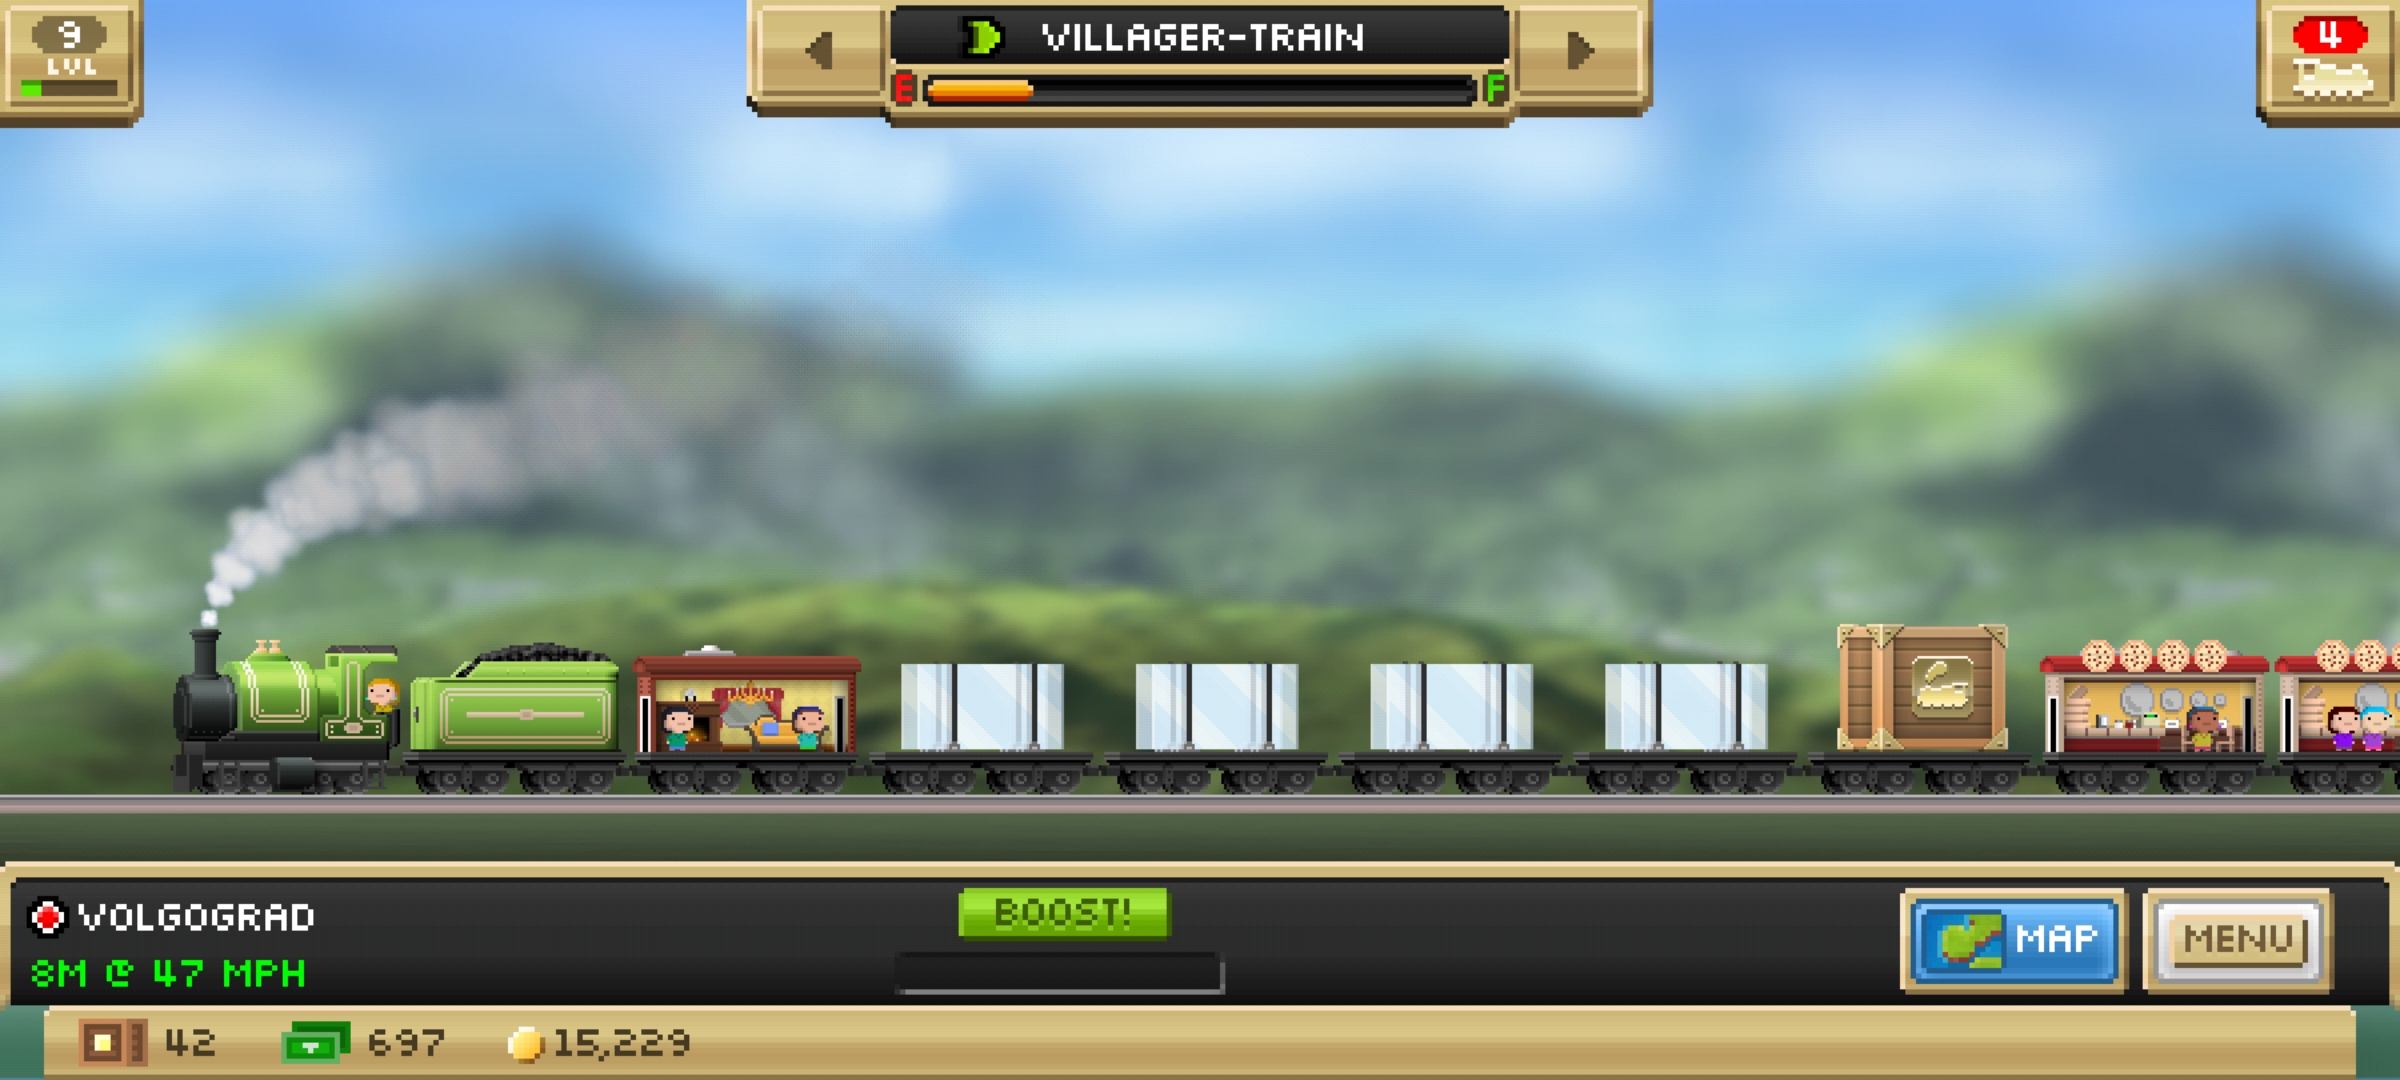 9
LVL
VILLAGER-TRAIN
E F
4
VOLGOGRAD
8M @ 47 MPH
BOOST!
MAP
MENU
42
697
15,229